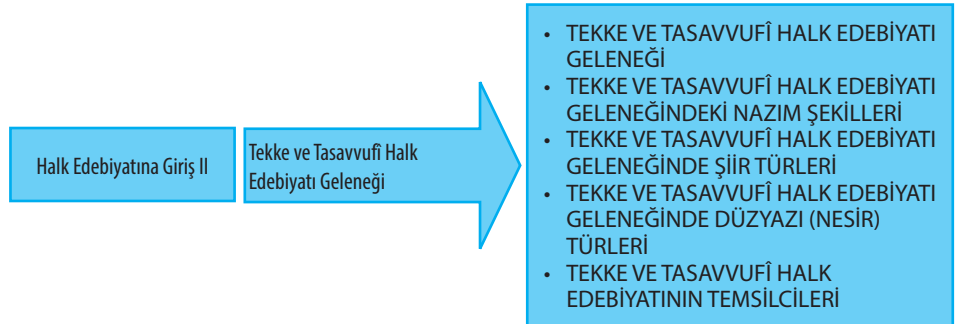 Halk Edebiyatına Giriş II
Tekke ve Tasavvufî Halk
Edebiyatı Geleneği
• TEKKE VE TASAVVUFÎ HALK EDEBİYATI
GELENEĞİ
• TEKKE VE TASAVVUFÎ HALK EDEBİYATI
GELENEĞİNDEKİ NAZIM ŞEKİLLERİ
• TEKKE VE TASAVVUFÎ HALK EDEBİYATI
GELENEĞİNDE ŞİİR TÜRLERİ
• TEKKE VE TASAVVUFÎ HALK EDEBİYATI
GELENEĞİNDE DÜZYAZI (NESİR)
TÜRLERİ
• TEKKE VE TASAVVUFÎ HALK
EDEBİYATININ TEMSİLCİLERİ